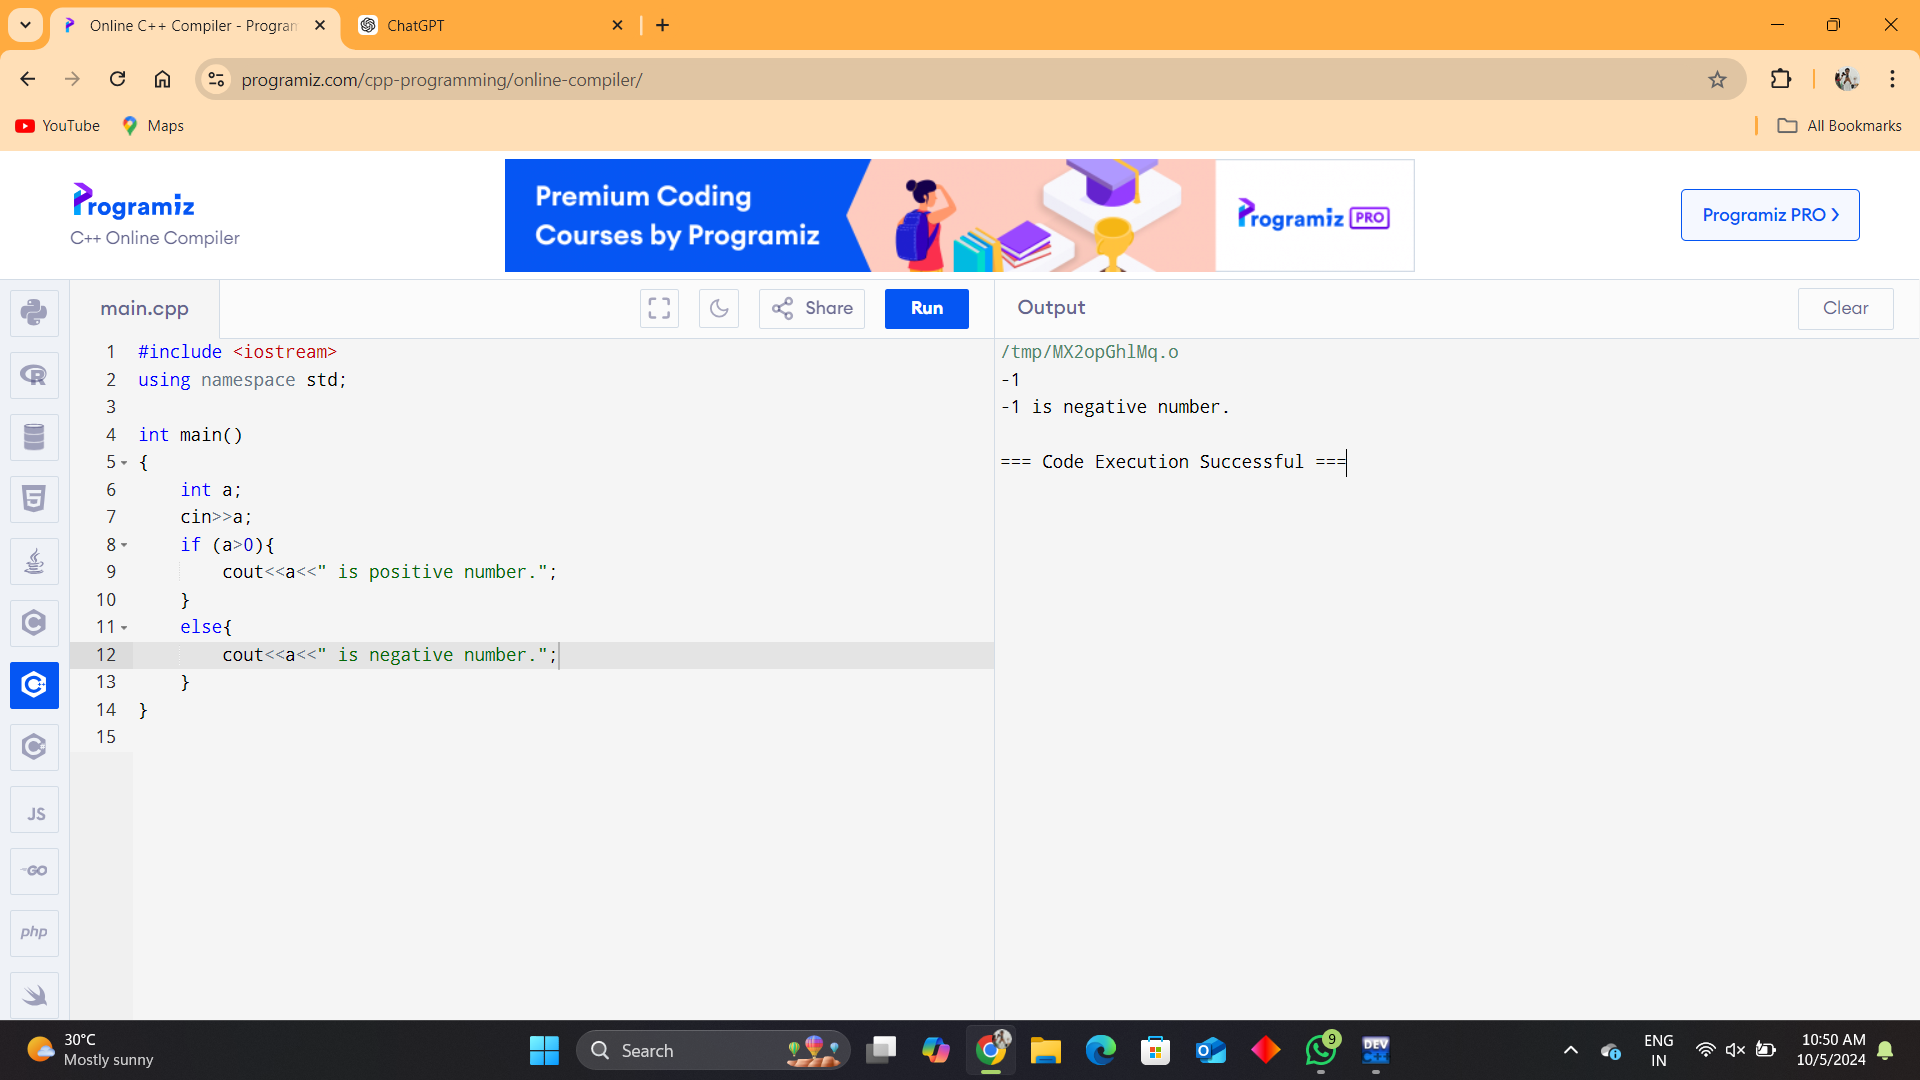 Online C++ Compiler - Program
ChatGPT
programiz.com/cpp-programming/online-compiler/
YouTube
Maps
All Bookmarks
Programiz
C++ Online Compiler
Premium Coding
Courses by Programiz
Programiz PRO
Programiz PRO >
main.cpp
Share
Run
Output
Clear
1 #include <iostream>
2 using namespace std;
3
4 int main()
5 {
6 int a;
7 cin>>a;
8 if (a>0){
9 cout<<a<<" is positive number.";
10 }
11 else{
12 cout<<a<<" is negative number.";
13 }
14 }
15
/tmp/MX2opGhlMq.o
-1
-1 is negative number.
=== Code Execution Successful ===
JS
GO
php
30°C
Mostly sunny
Search
9
DEV
C++
ENG
IN
10:50 AM
10/5/2024